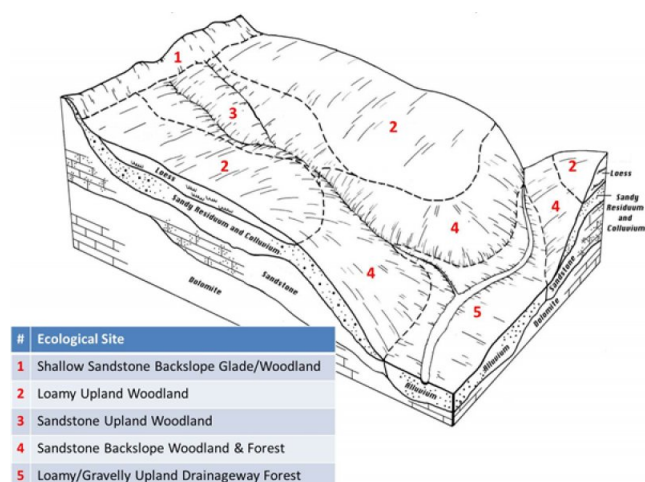 1
3
2
2
2
Loess
Loess
4
Sandy
Residuum
and
Colluvium
Sandy Residuum and Colluvium
4
4
Sandstone
Sandstone
Dolomite
Dolomite
5
Alluvium
Alluvium
# Ecological Site
1 Shallow Sandstone Backslope Glade/Woodland
2 Loamy Upland Woodland
3 Sandstone Upland Woodland
4 Sandstone Backslope Woodland & Forest
5 Loamy/Gravelly Upland Drainageway Forest